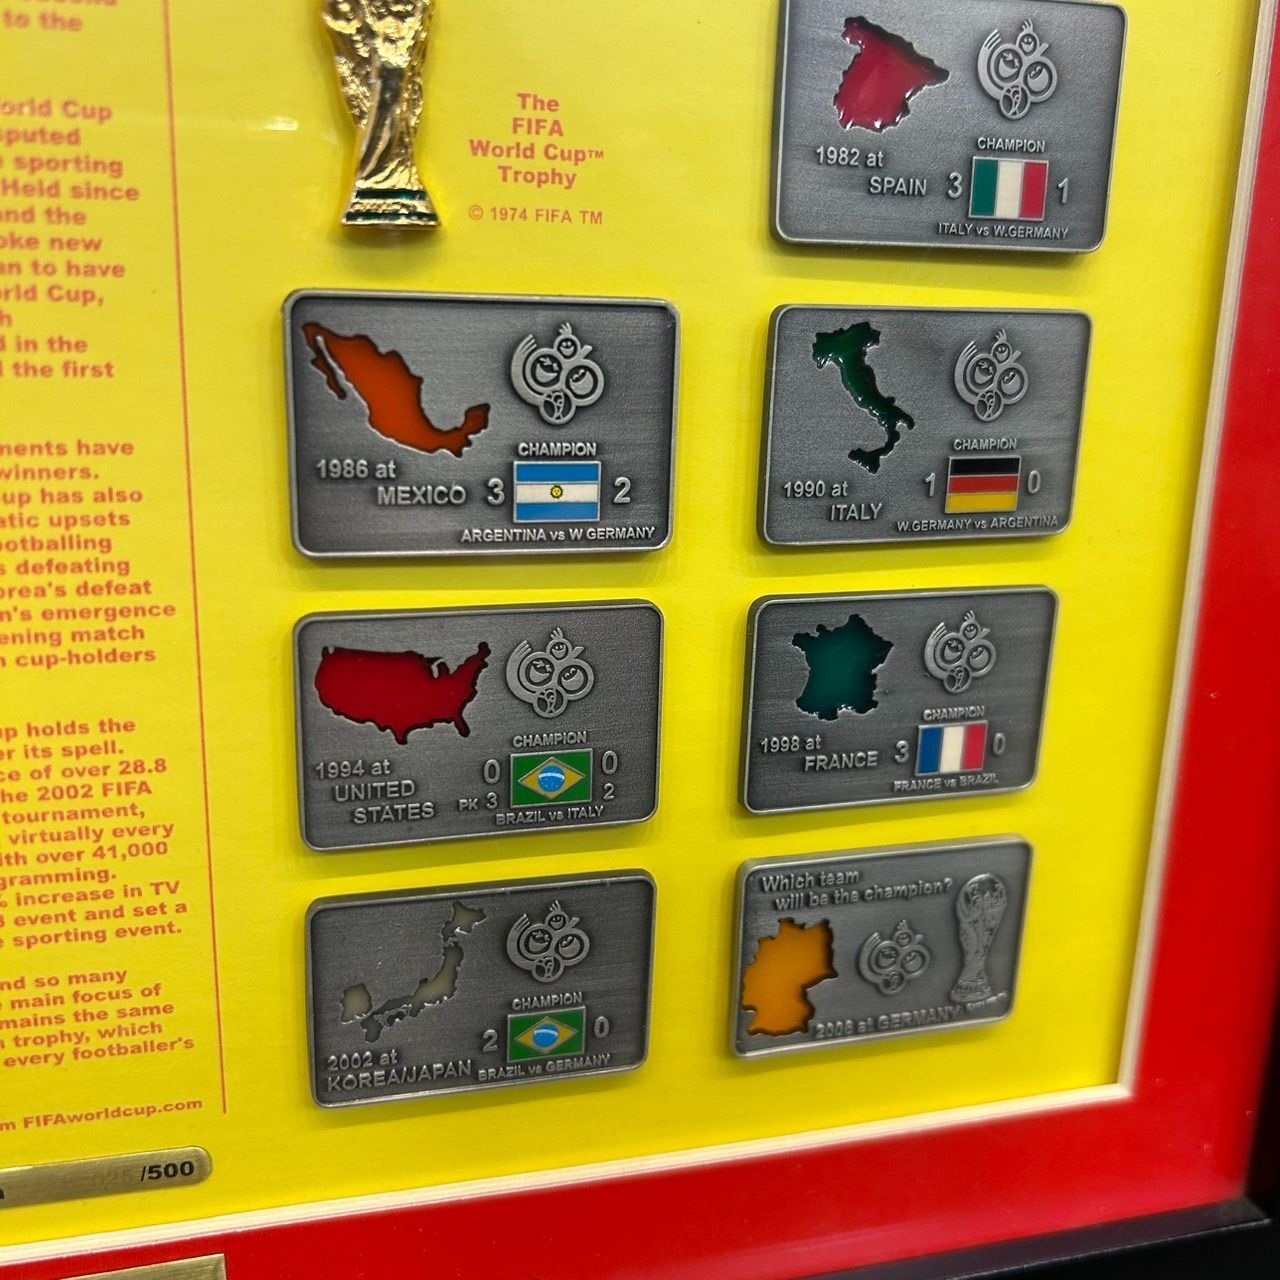 to the
orld Cup
sputed
sporting
Held since
and the
oke new
an to have
orld Cup,
h
d in the
the first
ments have
winners.
up has also
atic upsets
ootballing
s defeating
orea's defeat
n's emergence
ening match
cup-holders
up holds the
er its spell.
ce of over 28.8
he 2002 FIFA
tournament,
virtually every
ith over 41,000
gramming.
% increase in TV
event and set a
sporting event.
nd so many
main focus of
mains the same
trophy, which
every footballer's
m FIFAworldcup.com
/500
The
FIFA
World Cup™
Trophy
© 1974 FIFA TM
CHAMPION
1982 at
SPAIN 3 1
ITALY vs W.GERMANY
CHAMPION
1986 at
MEXICO 3 2
ARGENTINA vs W GERMANY
CHAMPION
1990 at 1 0
ITALY
W.GERMANY vs ARGENTINA
CHAMPION
1994 at 0 0
UNITED
STATES PK 3 2
BRAZIL vs ITALY
CHAMPION
1998 at
FRANCE 3 0
FRANCE vs BRAZIL
CHAMPION
2 0
2002 at
KOREA/JAPAN
BRAZIL vs GERMANY
Which team
will be the champion?
2006 at GERMANY